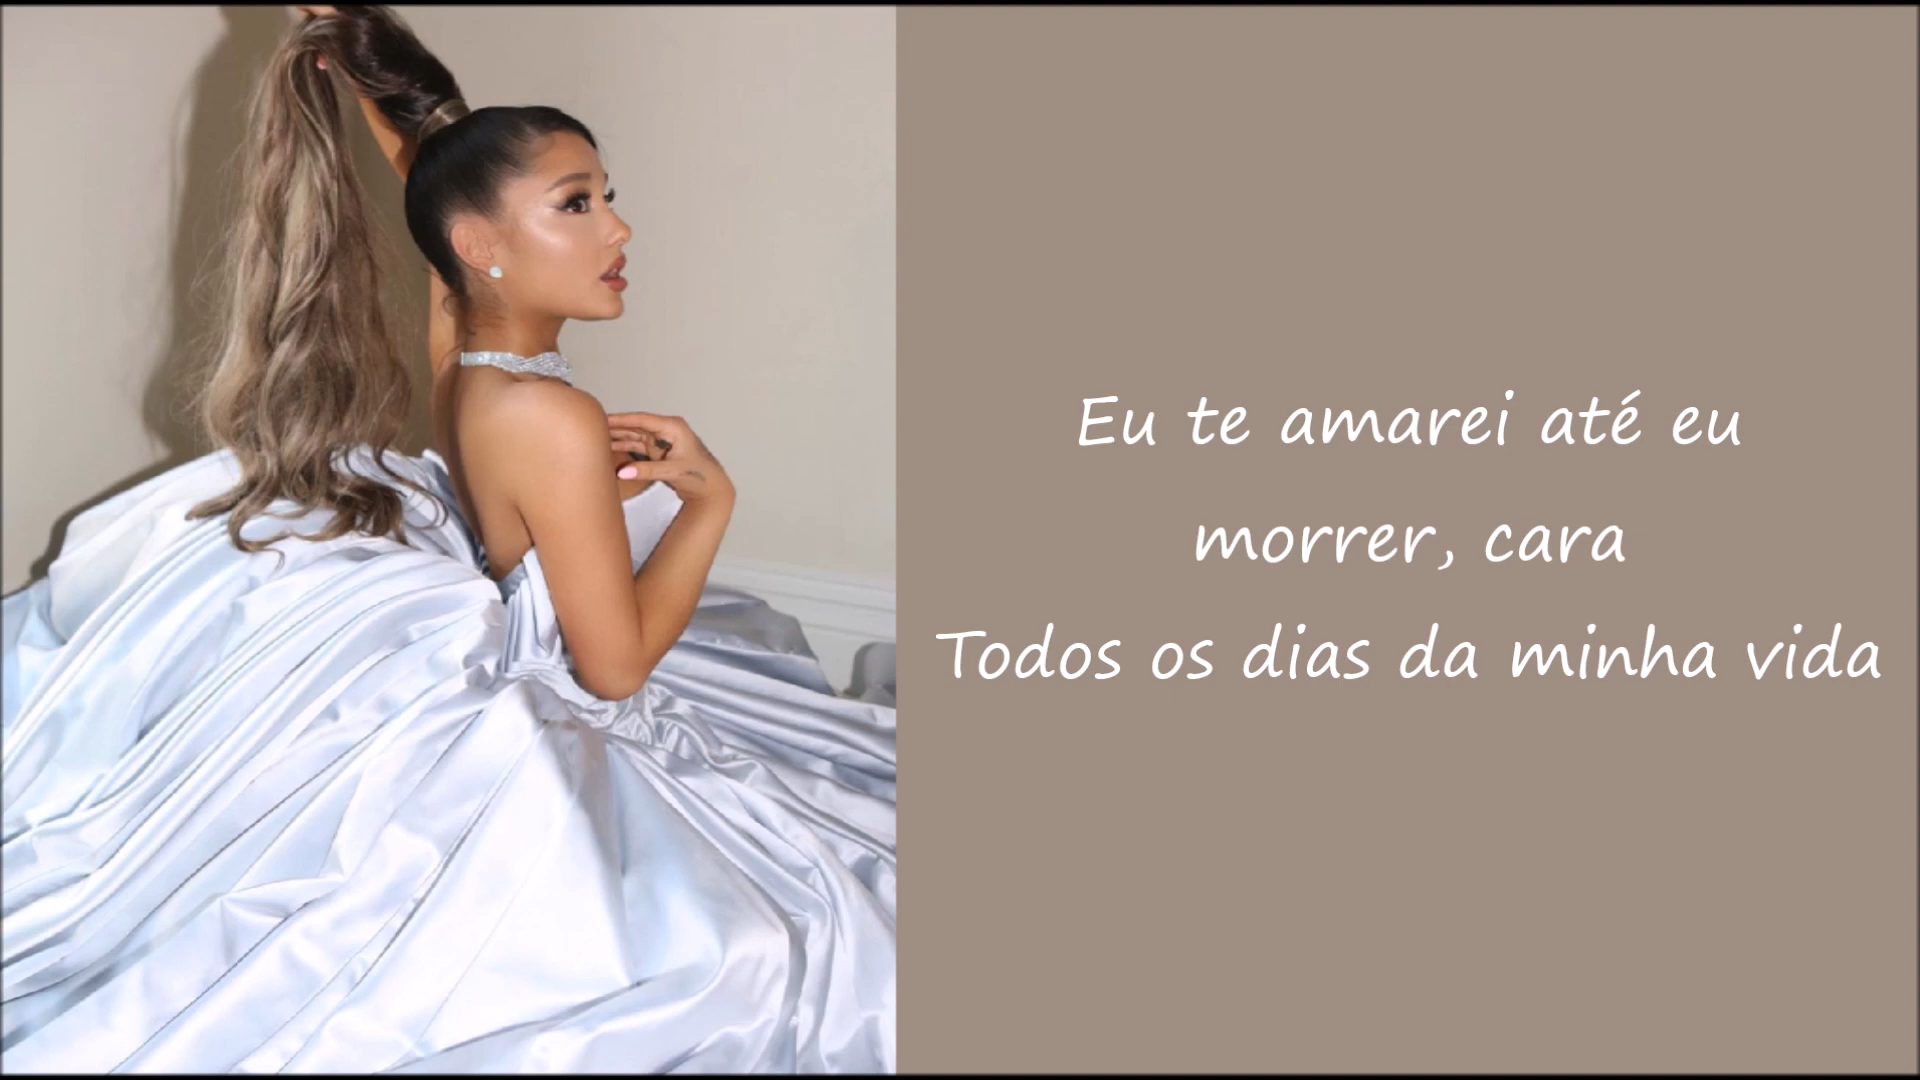 Eu te amarei até eu
morrer, cara
Todos os dias da minha vida